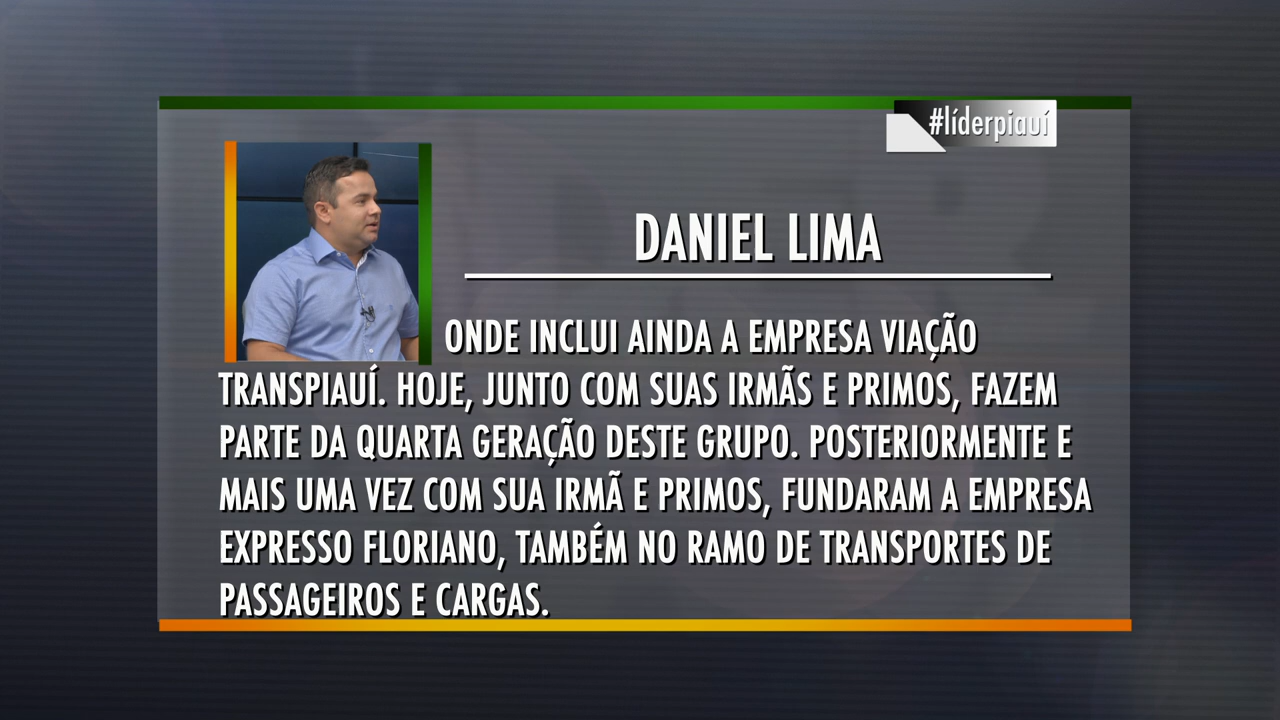 #líderpiauí
DANIEL LIMA
ONDE INCLUI AINDA A EMPRESA VIAÇÃO
TRANSPIAUÍ. HOJE, JUNTO COM SUAS IRMÃS E PRIMOS, FAZEM
PARTE DA QUARTA GERAÇÃO DESTE GRUPO. POSTERIORMENTE E
MAIS UMA VEZ COM SUA IRMÃ E PRIMOS, FUNDARAM A EMPRESA
EXPRESSO FLORIANO, TAMBÉM NO RAMO DE TRANSPORTES DE
PASSAGEIROS E CARGAS.